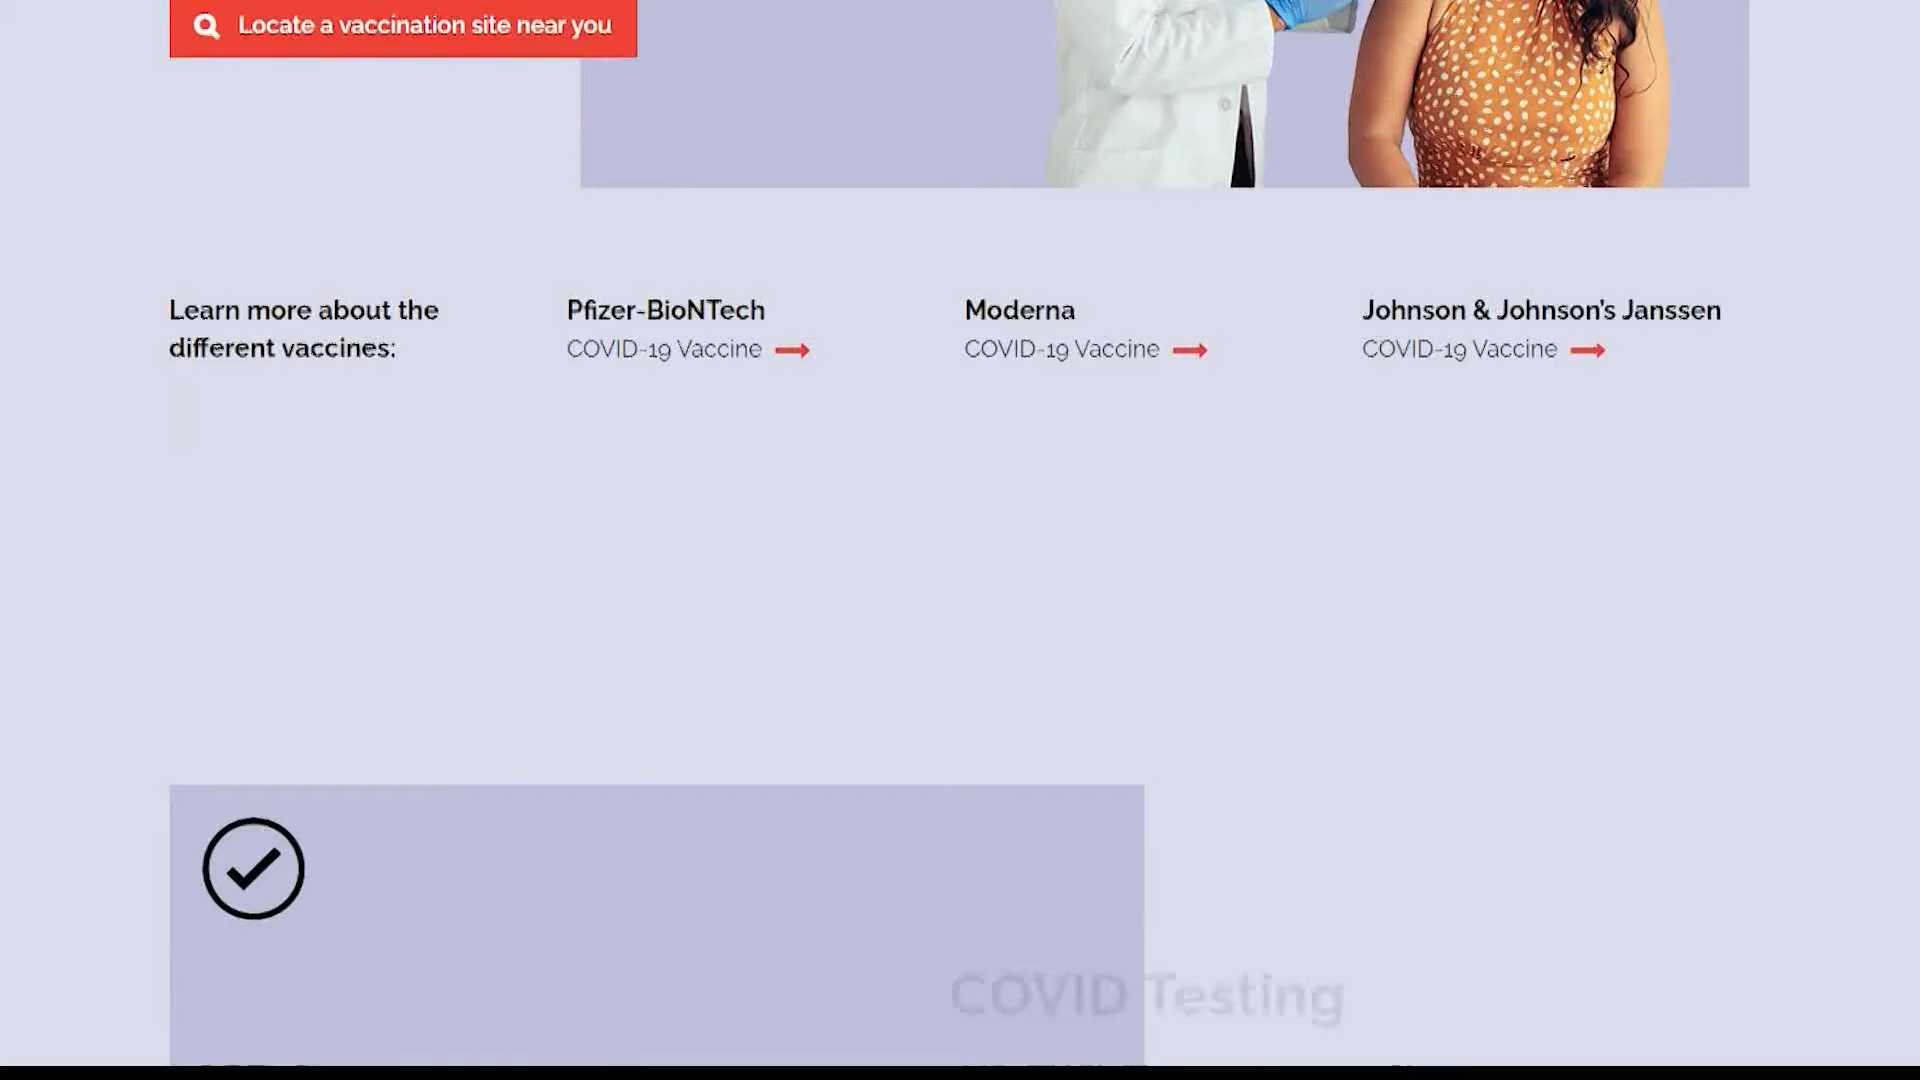 Locate a vaccination site near you
Learn more about the
different vaccines:
Pfizer-BioNTech
COVID-19 Vaccine
Moderna
COVID-19 Vaccine
Johnson & Johnson's Janssen
COVID-19 Vaccine
COVID Testing